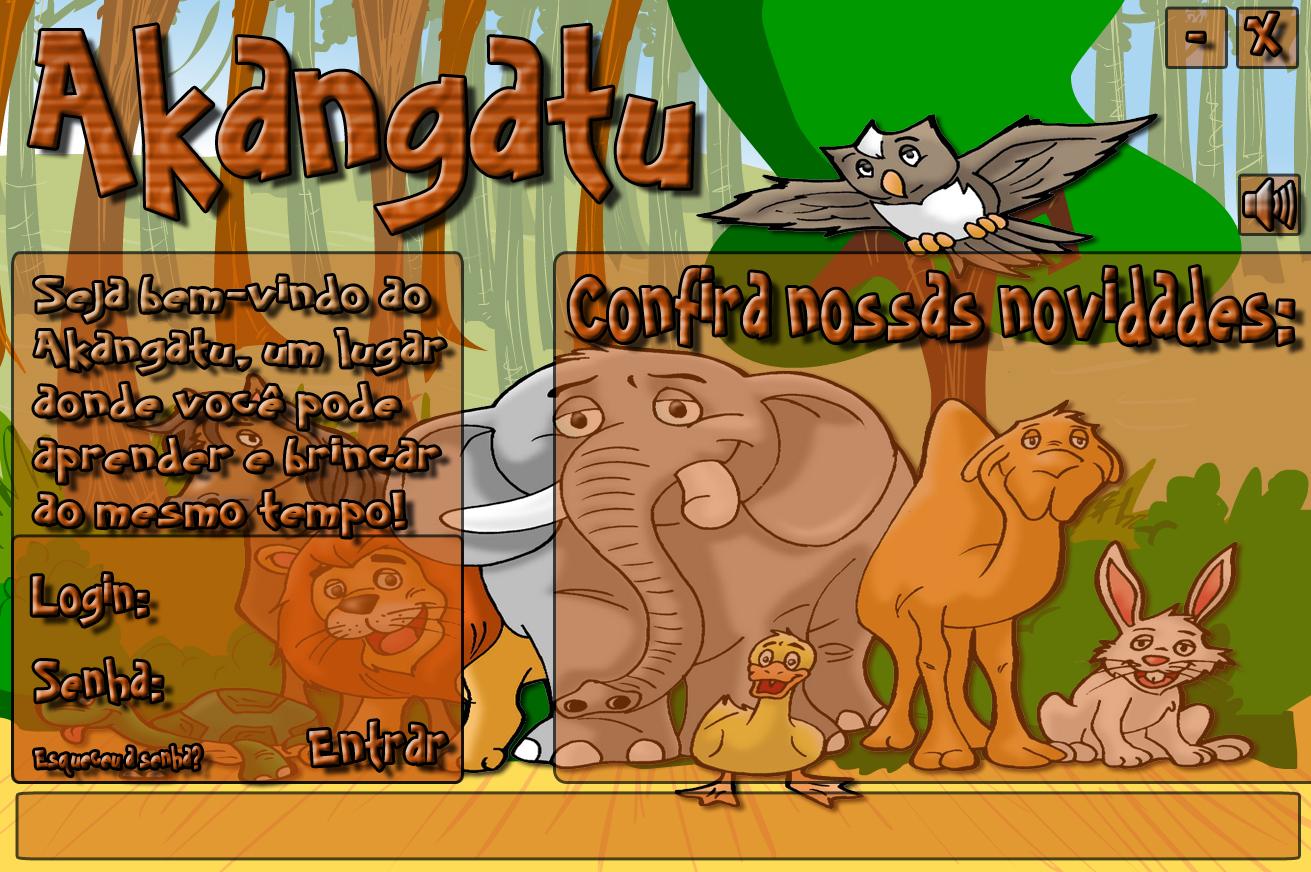 Akangatu
- X
Seja bem-vindo ao
Akangatu, um lugar
aonde você pode
aprender e brincar
ao mesmo tempo!
Confira nossas novidades:
Login:
Senha:
Esqueceu a senha?
Entrar